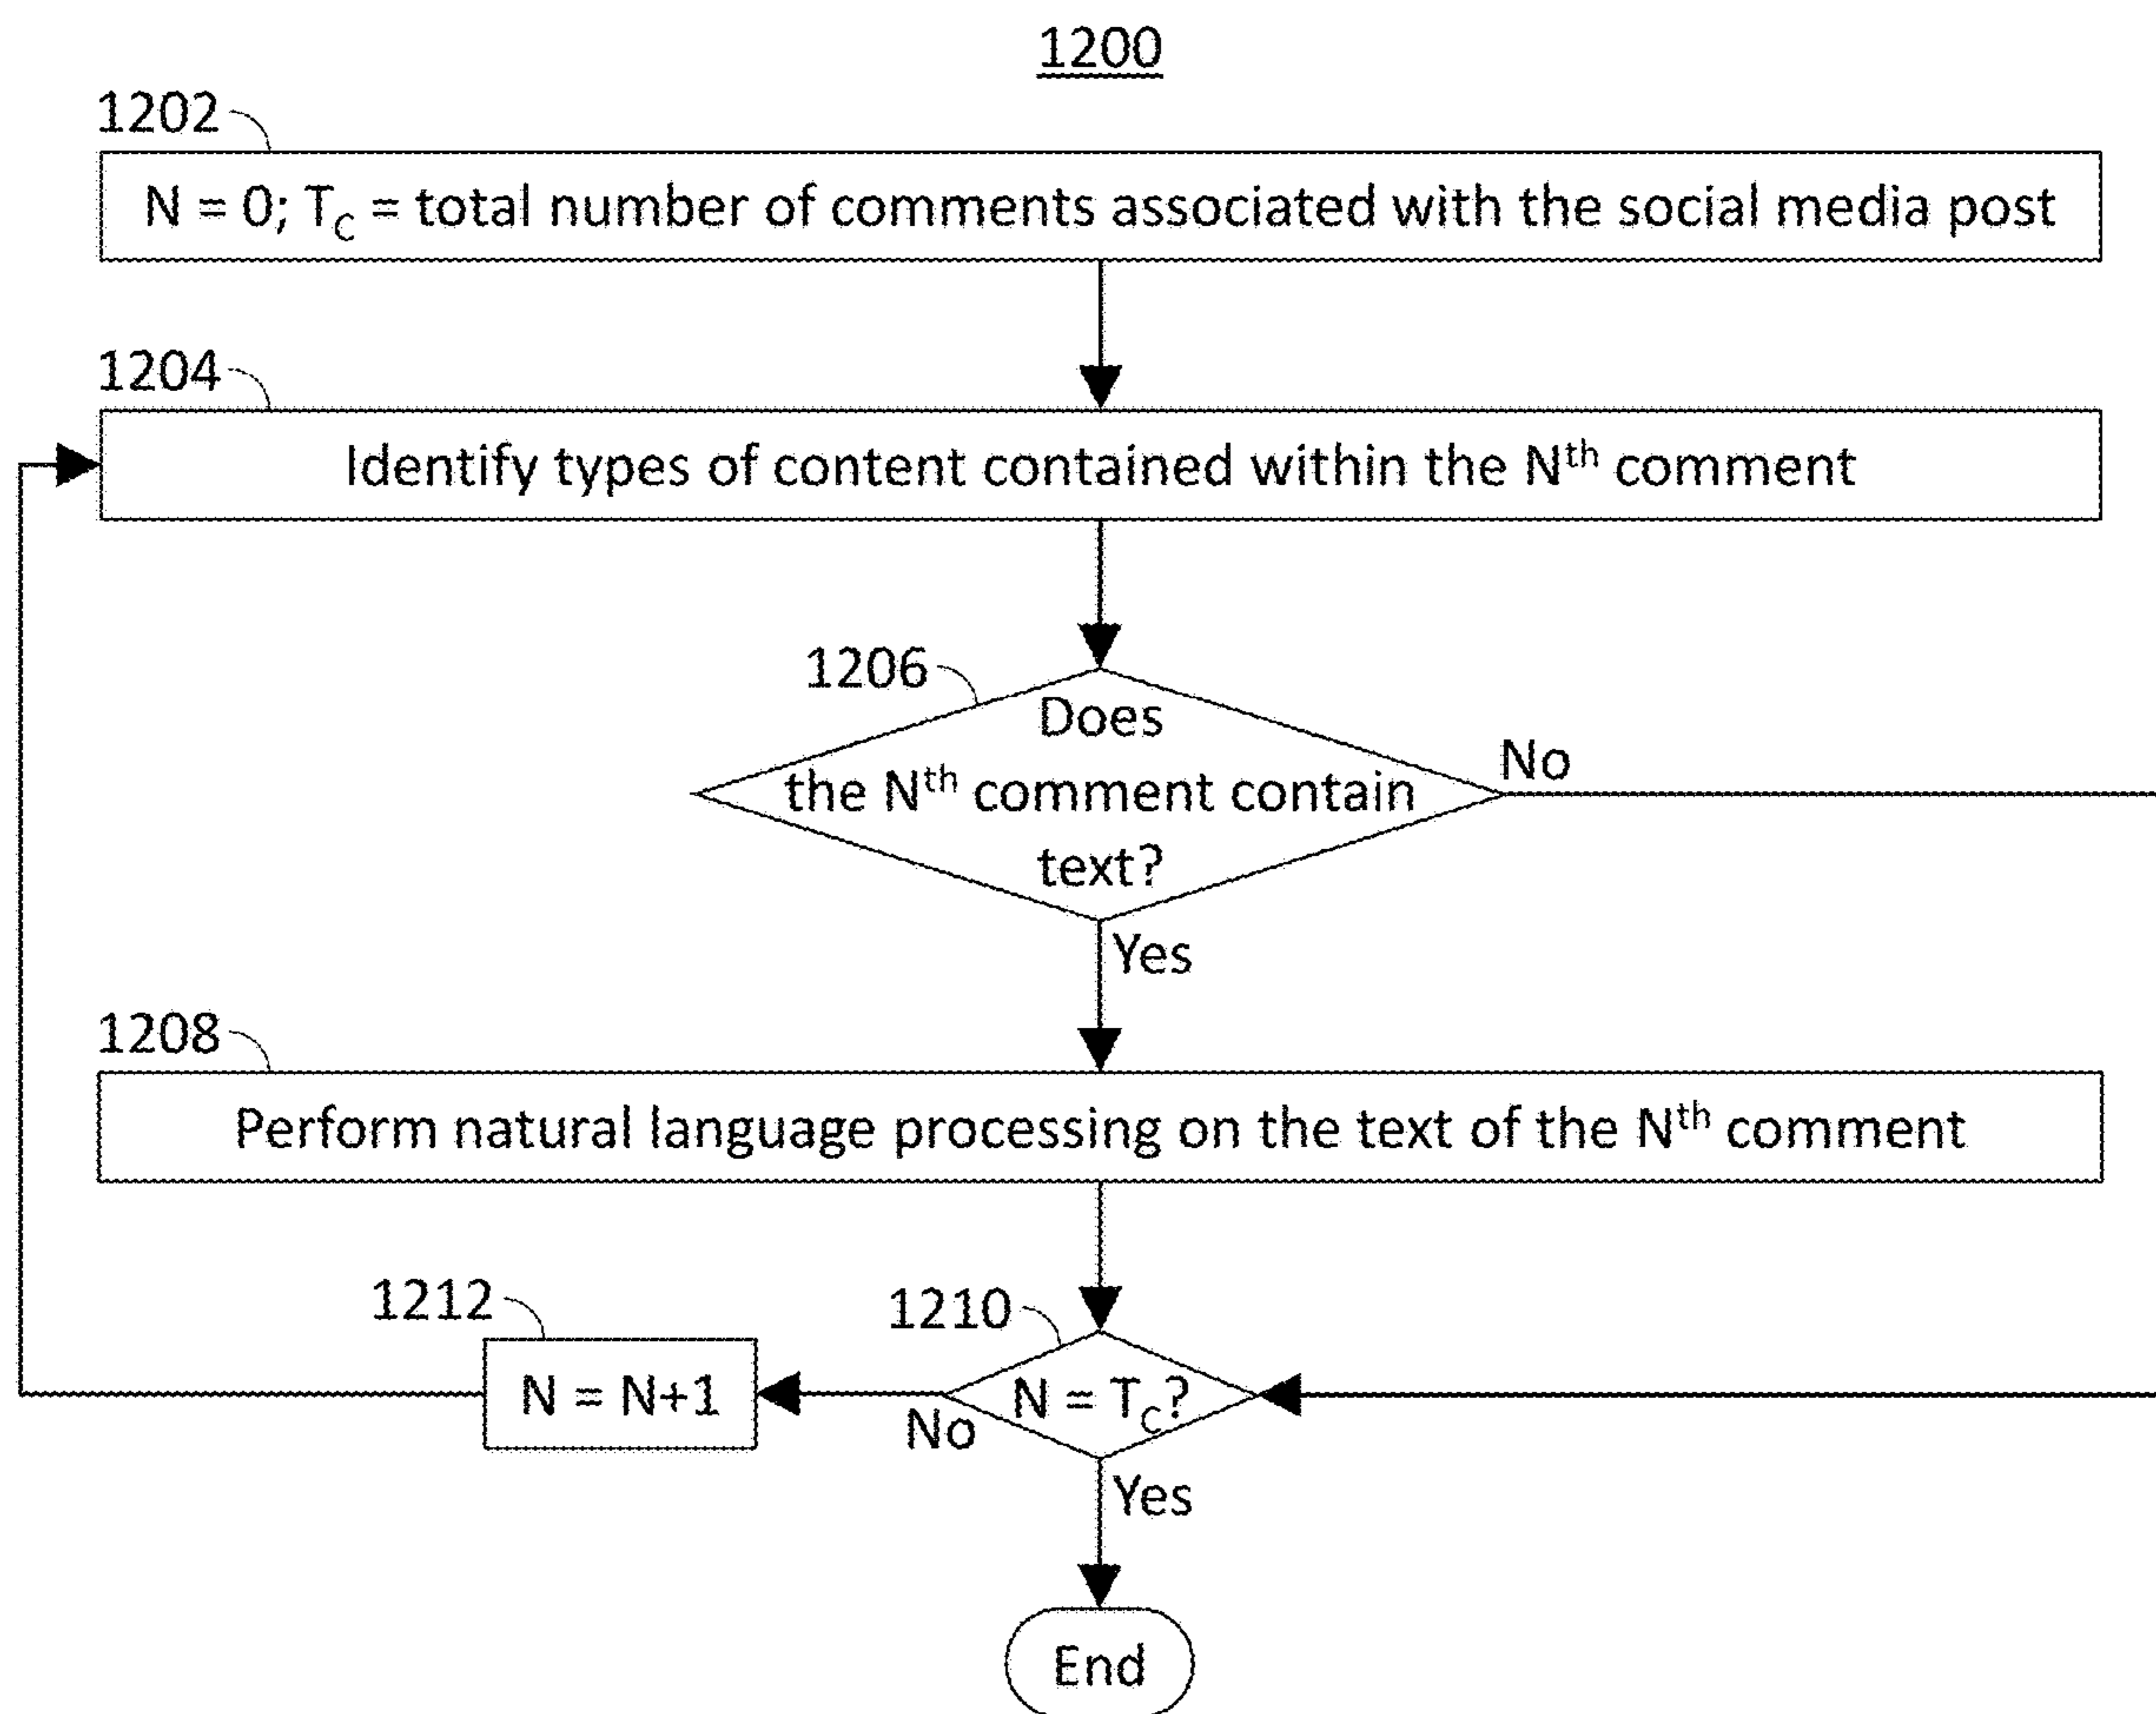 1200
1202
N = 0; T_C = total number of comments associated with the social media post
1204
Identify types of content contained within the N^th comment
1206
Does
the N^th comment contain
text?
No
Yes
1208
Perform natural language processing on the text of the N^th comment
1212
1210
N = N+1
N = T_C?
No
Yes
End